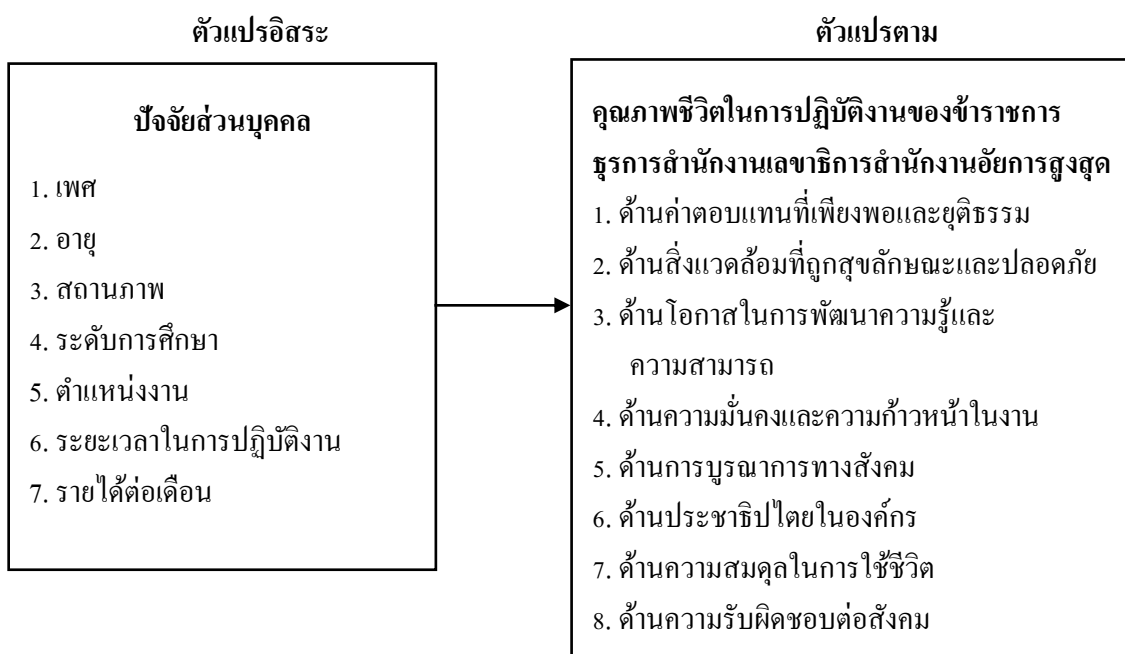 ตัวแปรอิสระ
ปัจจัยส่วนบุคคล
1. เพศ
2. อายุ
3. สถานภาพ
4. ระดับการศึกษา
5. ตำแหน่งงาน
6. ระยะเวลาในการปฏิบัติงาน
7. รายได้ต่อเดือน
ตัวแปรตาม
คุณภาพชีวิตในการปฏิบัติงานของข้าราชการ
ธุรการสำนักงานเลขาธิการสำนักงานอัยการสูงสุด
1. ด้านค่าตอบแทนที่เพียงพอและยุติธรรม
2. ด้านสิ่งแวดล้อมที่ถูกสุขลักษณะและปลอดภัย
3. ด้านโอกาสในการพัฒนาความรู้และ
ความสามารถ
4. ด้านความมั่นคงและความก้าวหน้าในงาน
5. ด้านการบูรณาการทางสังคม
6. ด้านประชาธิปไตยในองค์กร
7. ด้านความสมดุลในการใช้ชีวิต
8. ด้านความรับผิดชอบต่อสังคม